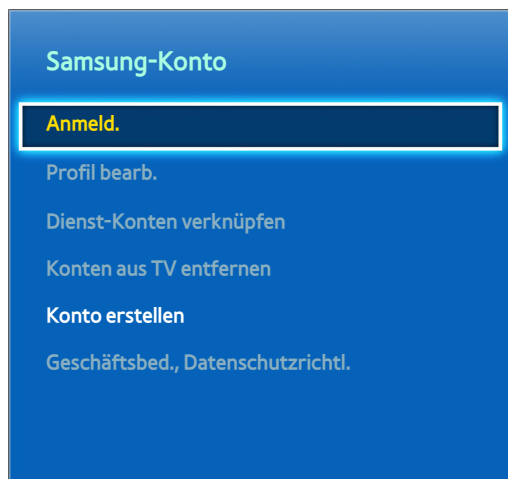 Samsung-Konto
Anmeld.
Profil bearb.
Dienst-Konten verknüpfen
Konten aus TV entfernen
Konto erstellen
Geschäftsbed., Datenschutzrichtl.